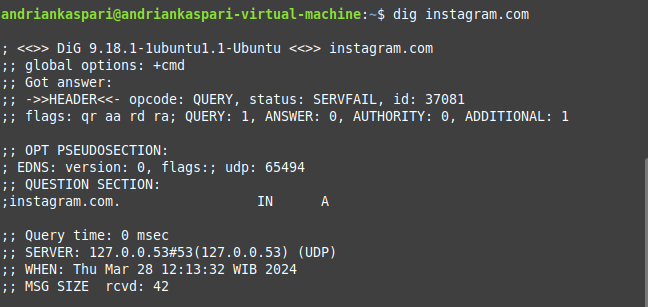 andriankaspari@andriankaspari-virtual-machine:~$ dig instagram.com
; <<>> DiG 9.18.1-1ubuntu1.1-Ubuntu <<>> instagram.com
;; global options: +cmd
;; Got answer:
;; ->>HEADER<<- opcode: QUERY, status: SERVFAIL, id: 37081
;; flags: qr aa rd ra; QUERY: 1, ANSWER: 0, AUTHORITY: 0, ADDITIONAL: 1
;; OPT PSEUDOSECTION:
; EDNS: version: 0, flags:; udp: 65494
;; QUESTION SECTION:
;instagram.com. IN A
;; Query time: 0 msec
;; SERVER: 127.0.0.53#53(127.0.0.53) (UDP)
;; WHEN: Thu Mar 28 12:13:32 WIB 2024
;; MSG SIZE rcvd: 42